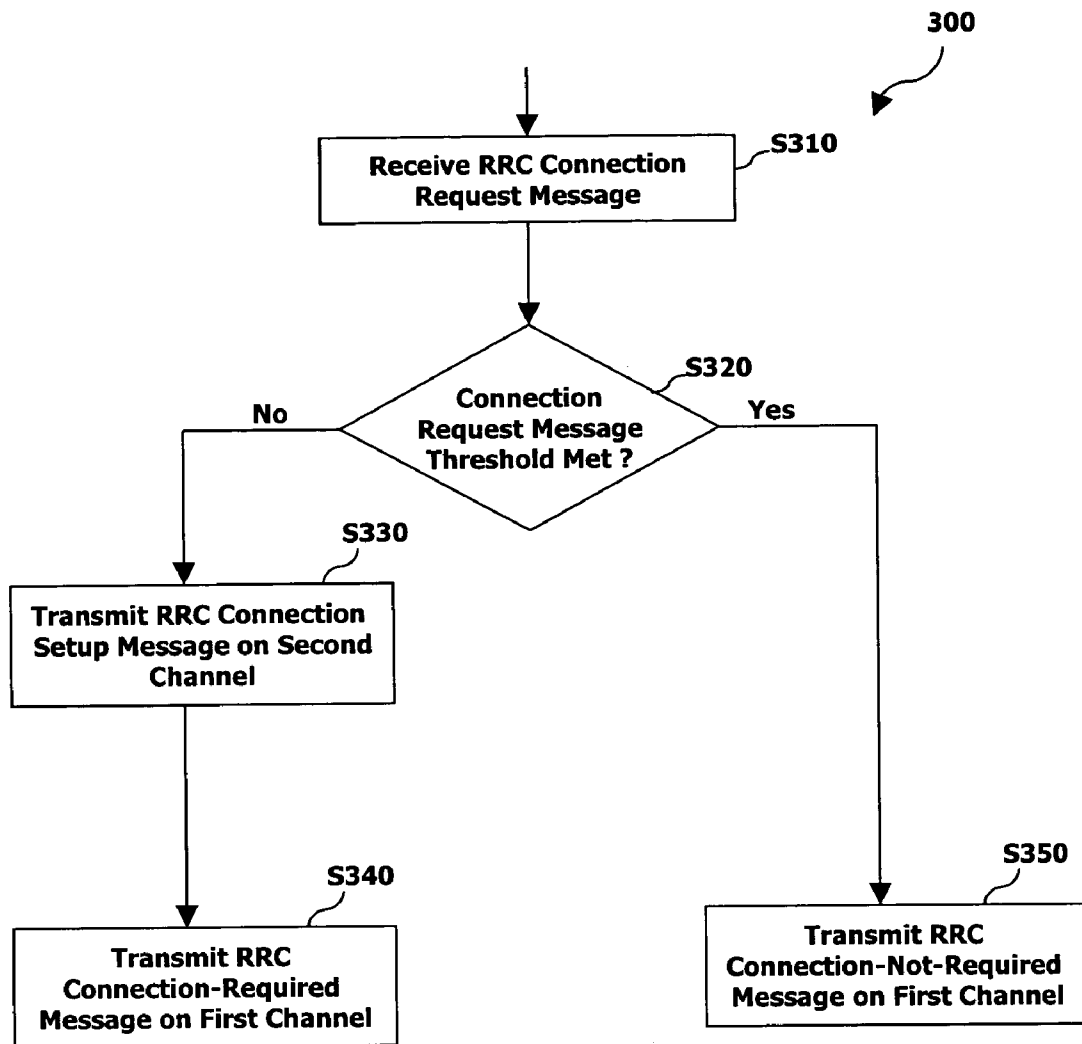 300
S310
Receive RRC Connection
Request Message
S320
Connection
Request Message
Threshold Met ?
No
Yes
S330
Transmit RRC Connection
Setup Message on Second
Channel
S340
Transmit RRC
Connection-Required
Message on First Channel
S350
Transmit RRC
Connection-Not-Required
Message on First Channel